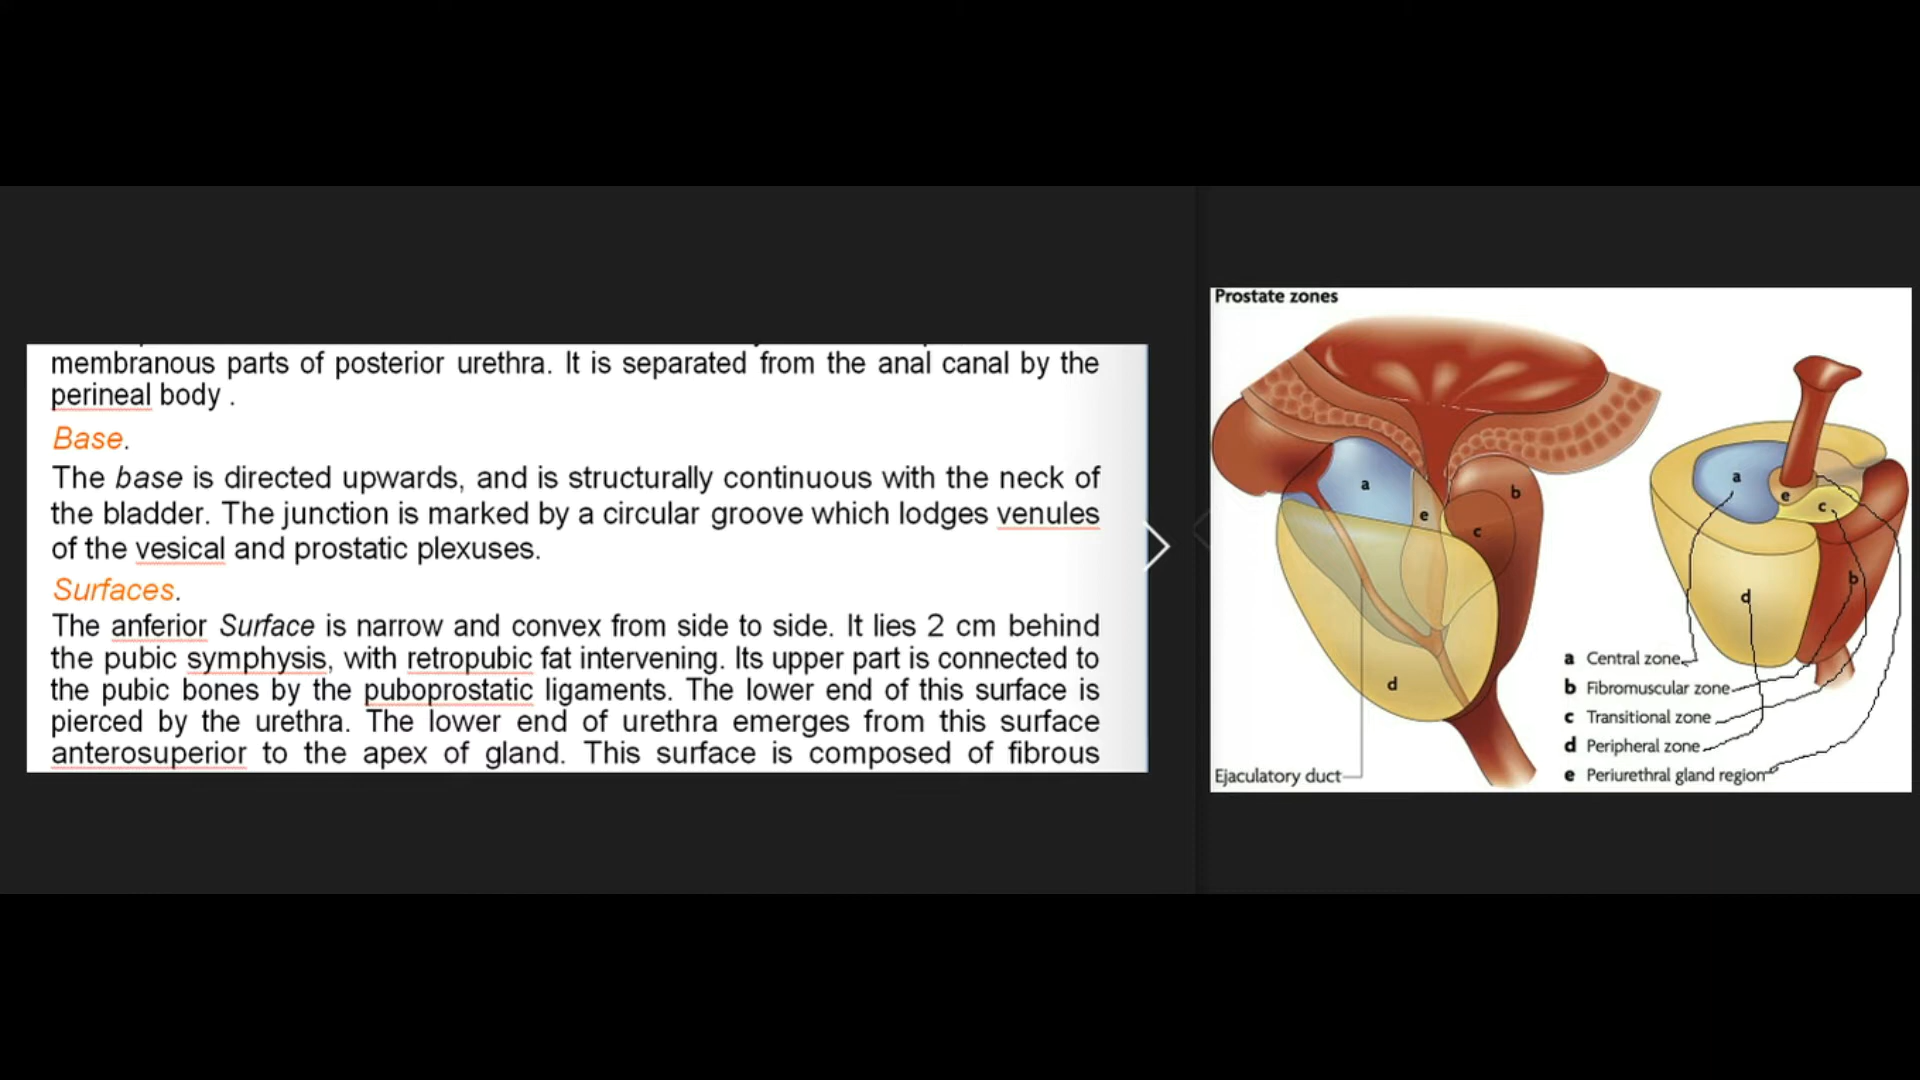 membranous parts of posterior urethra. It is separated from the anal canal by the
perineal body .
Base.
The base is directed upwards, and is structurally continuous with the neck of
the bladder. The junction is marked by a circular groove which lodges venules
of the vesical and prostatic plexuses.
Surfaces.
The anferior Surface is narrow and convex from side to side. It lies 2 cm behind
the pubic symphysis, with retropubic fat intervening. Its upper part is connected to
the pubic bones by the puboprostatic ligaments. The lower end of this surface is
pierced by the urethra. The lower end of urethra emerges from this surface
anterosuperior to the apex of gland. This surface is composed of fibrous
Prostate zones
a
e
b
c
d
Ejaculatory duct
a
e
c
b
d
a Central zone
b Fibromuscular zone
c Transitional zone
d Peripheral zone
e Periurethral gland region